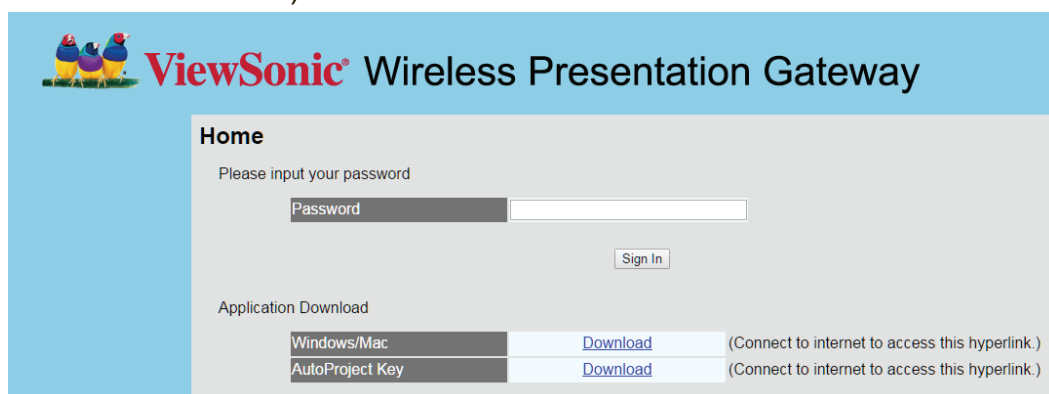 ViewSonic® Wireless Presentation Gateway
Home
Please input your password
Password
Sign In
Application Download
Windows/Mac Download (Connect to internet to access this hyperlink.)
AutoProject Key Download (Connect to internet to access this hyperlink.)